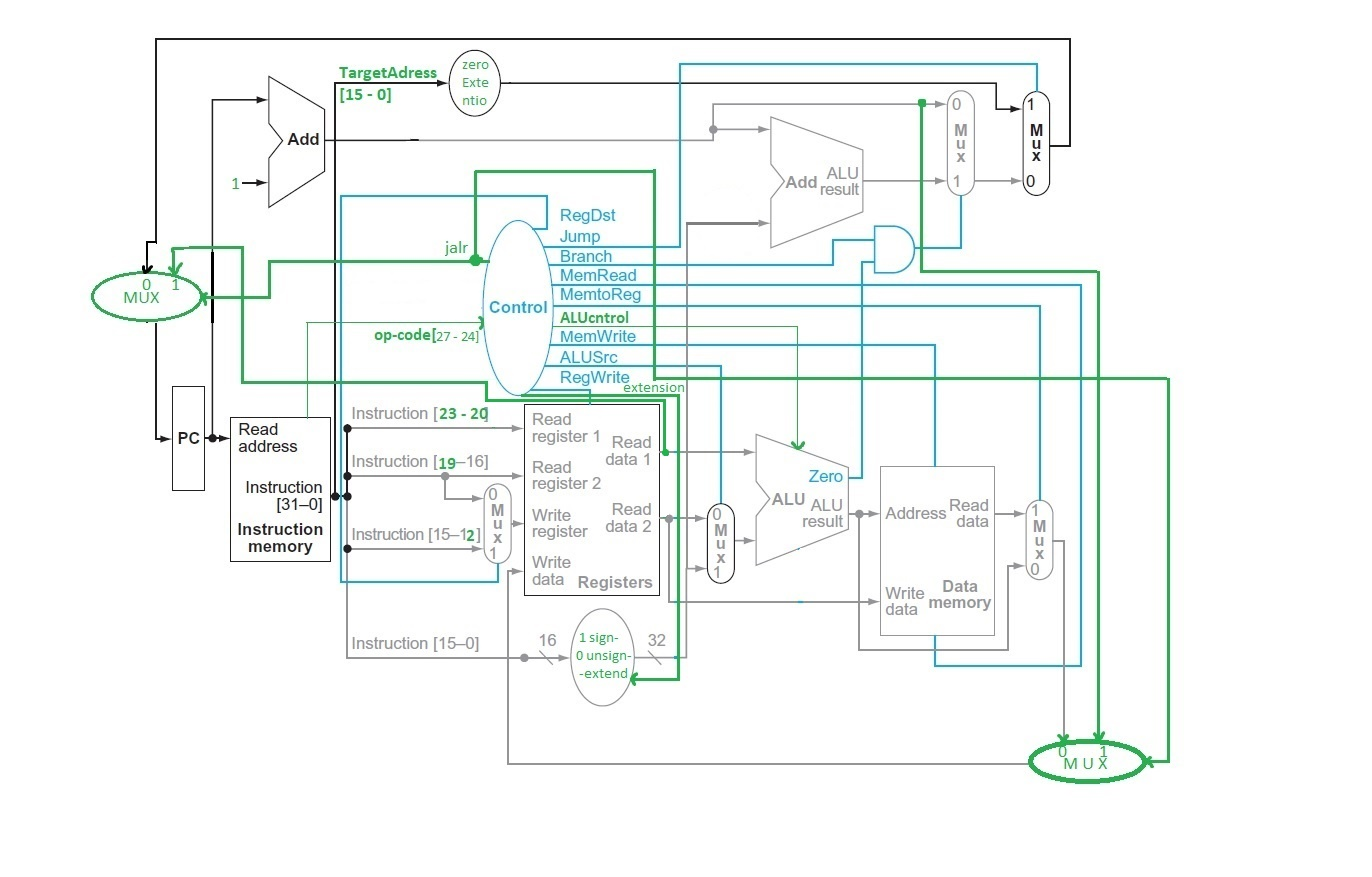 TargetAdress
[15 - 0]
zero
Exte
ntio
Add
1
0
M
u
x
1
1
M
u
x
0
Add ALU
result
jalr
0 1
MUX
Control
RegDst
Jump
Branch
MemRead
MemtoReg
ALUcntrol
MemWrite
ALUSrc
RegWrite
extension
op-code[27 - 24]
PC
Read
address
Instruction
[31–0]
Instruction
memory
Instruction [23 - 20]
Instruction [19–16]
Instruction [15–12]
0
M
u
x
1
Read
register 1
Read
register 2
Write
register
Write
data
Read
data 1
Read
data 2
Registers
0
M
u
x
1
Zero
ALU
ALU
result
Address
Read
data
Write
data
Data
memory
1
M
u
x
0
Instruction [15–0]
16
1 sign-
0 unsign-
-extend
32
0 1
M U X